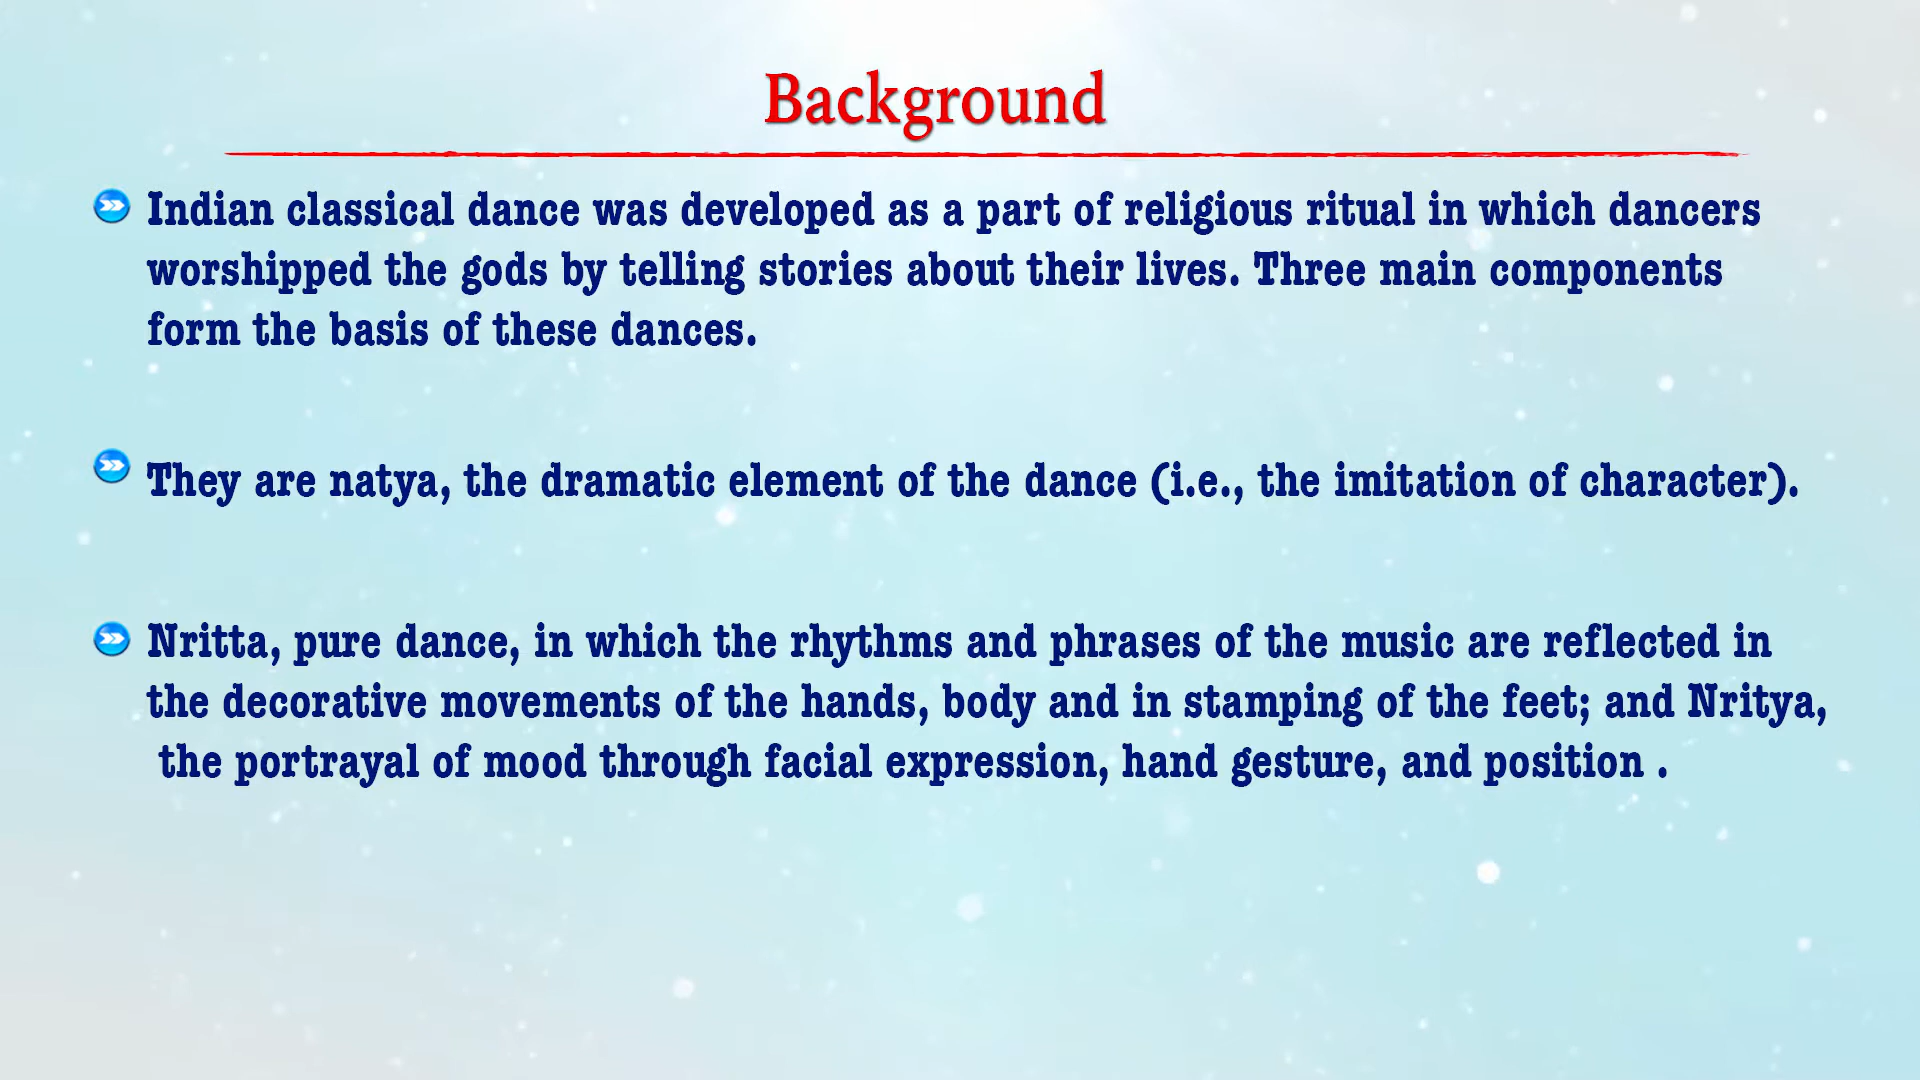 Background
Indian classical dance was developed as a part of religious ritual in which dancers
worshipped the gods by telling stories about their lives. Three main components
form the basis of these dances.
They are natya, the dramatic element of the dance (i.e., the imitation of character).
Nritta, pure dance, in which the rhythms and phrases of the music are reflected in
the decorative movements of the hands, body and in stamping of the feet; and Nritya,
the portrayal of mood through facial expression, hand gesture, and position .